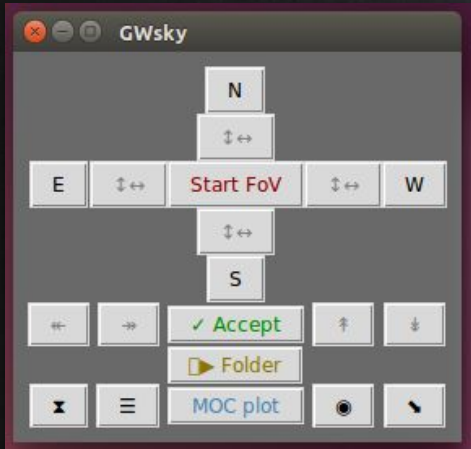 GWsky
N
↕↔
E ↕↔ Start FoV ↕↔ W
↕↔
S
↞ ↠ ✓ Accept ↟ ↡
▯▶ Folder
⧗ ☰ MOC plot ◉ ⬊